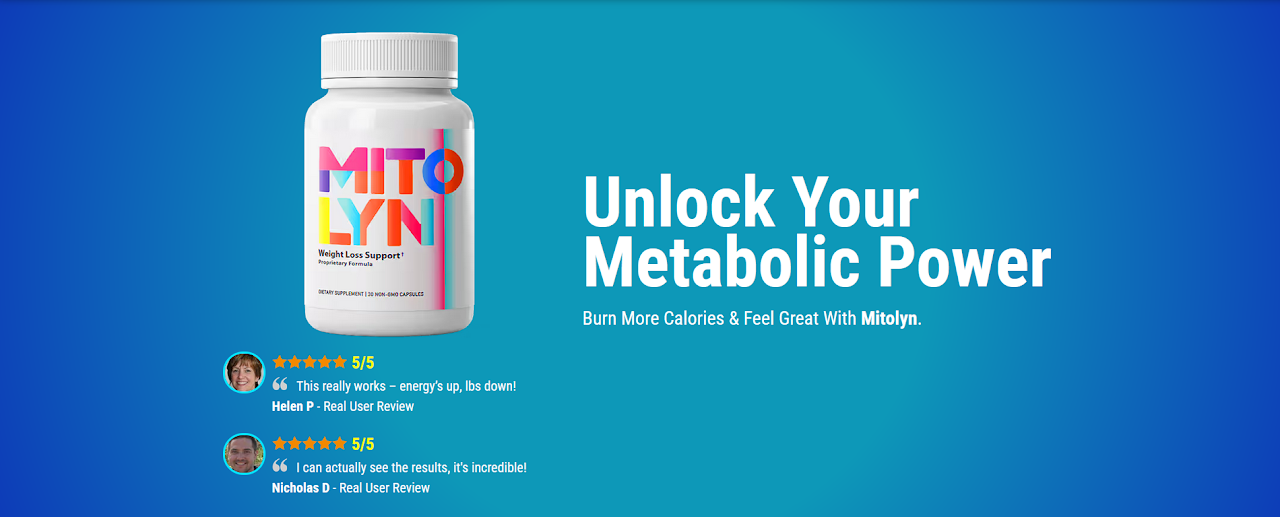 MITO
LYN
Weight Loss Support†
Proprietary Formula
DIETARY SUPPLEMENT | 30 NON-GMO CAPSULES
Unlock Your
Metabolic Power
Burn More Calories & Feel Great With Mitolyn.
5/5
“ This really works – energy's up, lbs down!
Helen P - Real User Review
5/5
“ I can actually see the results, it's incredible!
Nicholas D - Real User Review